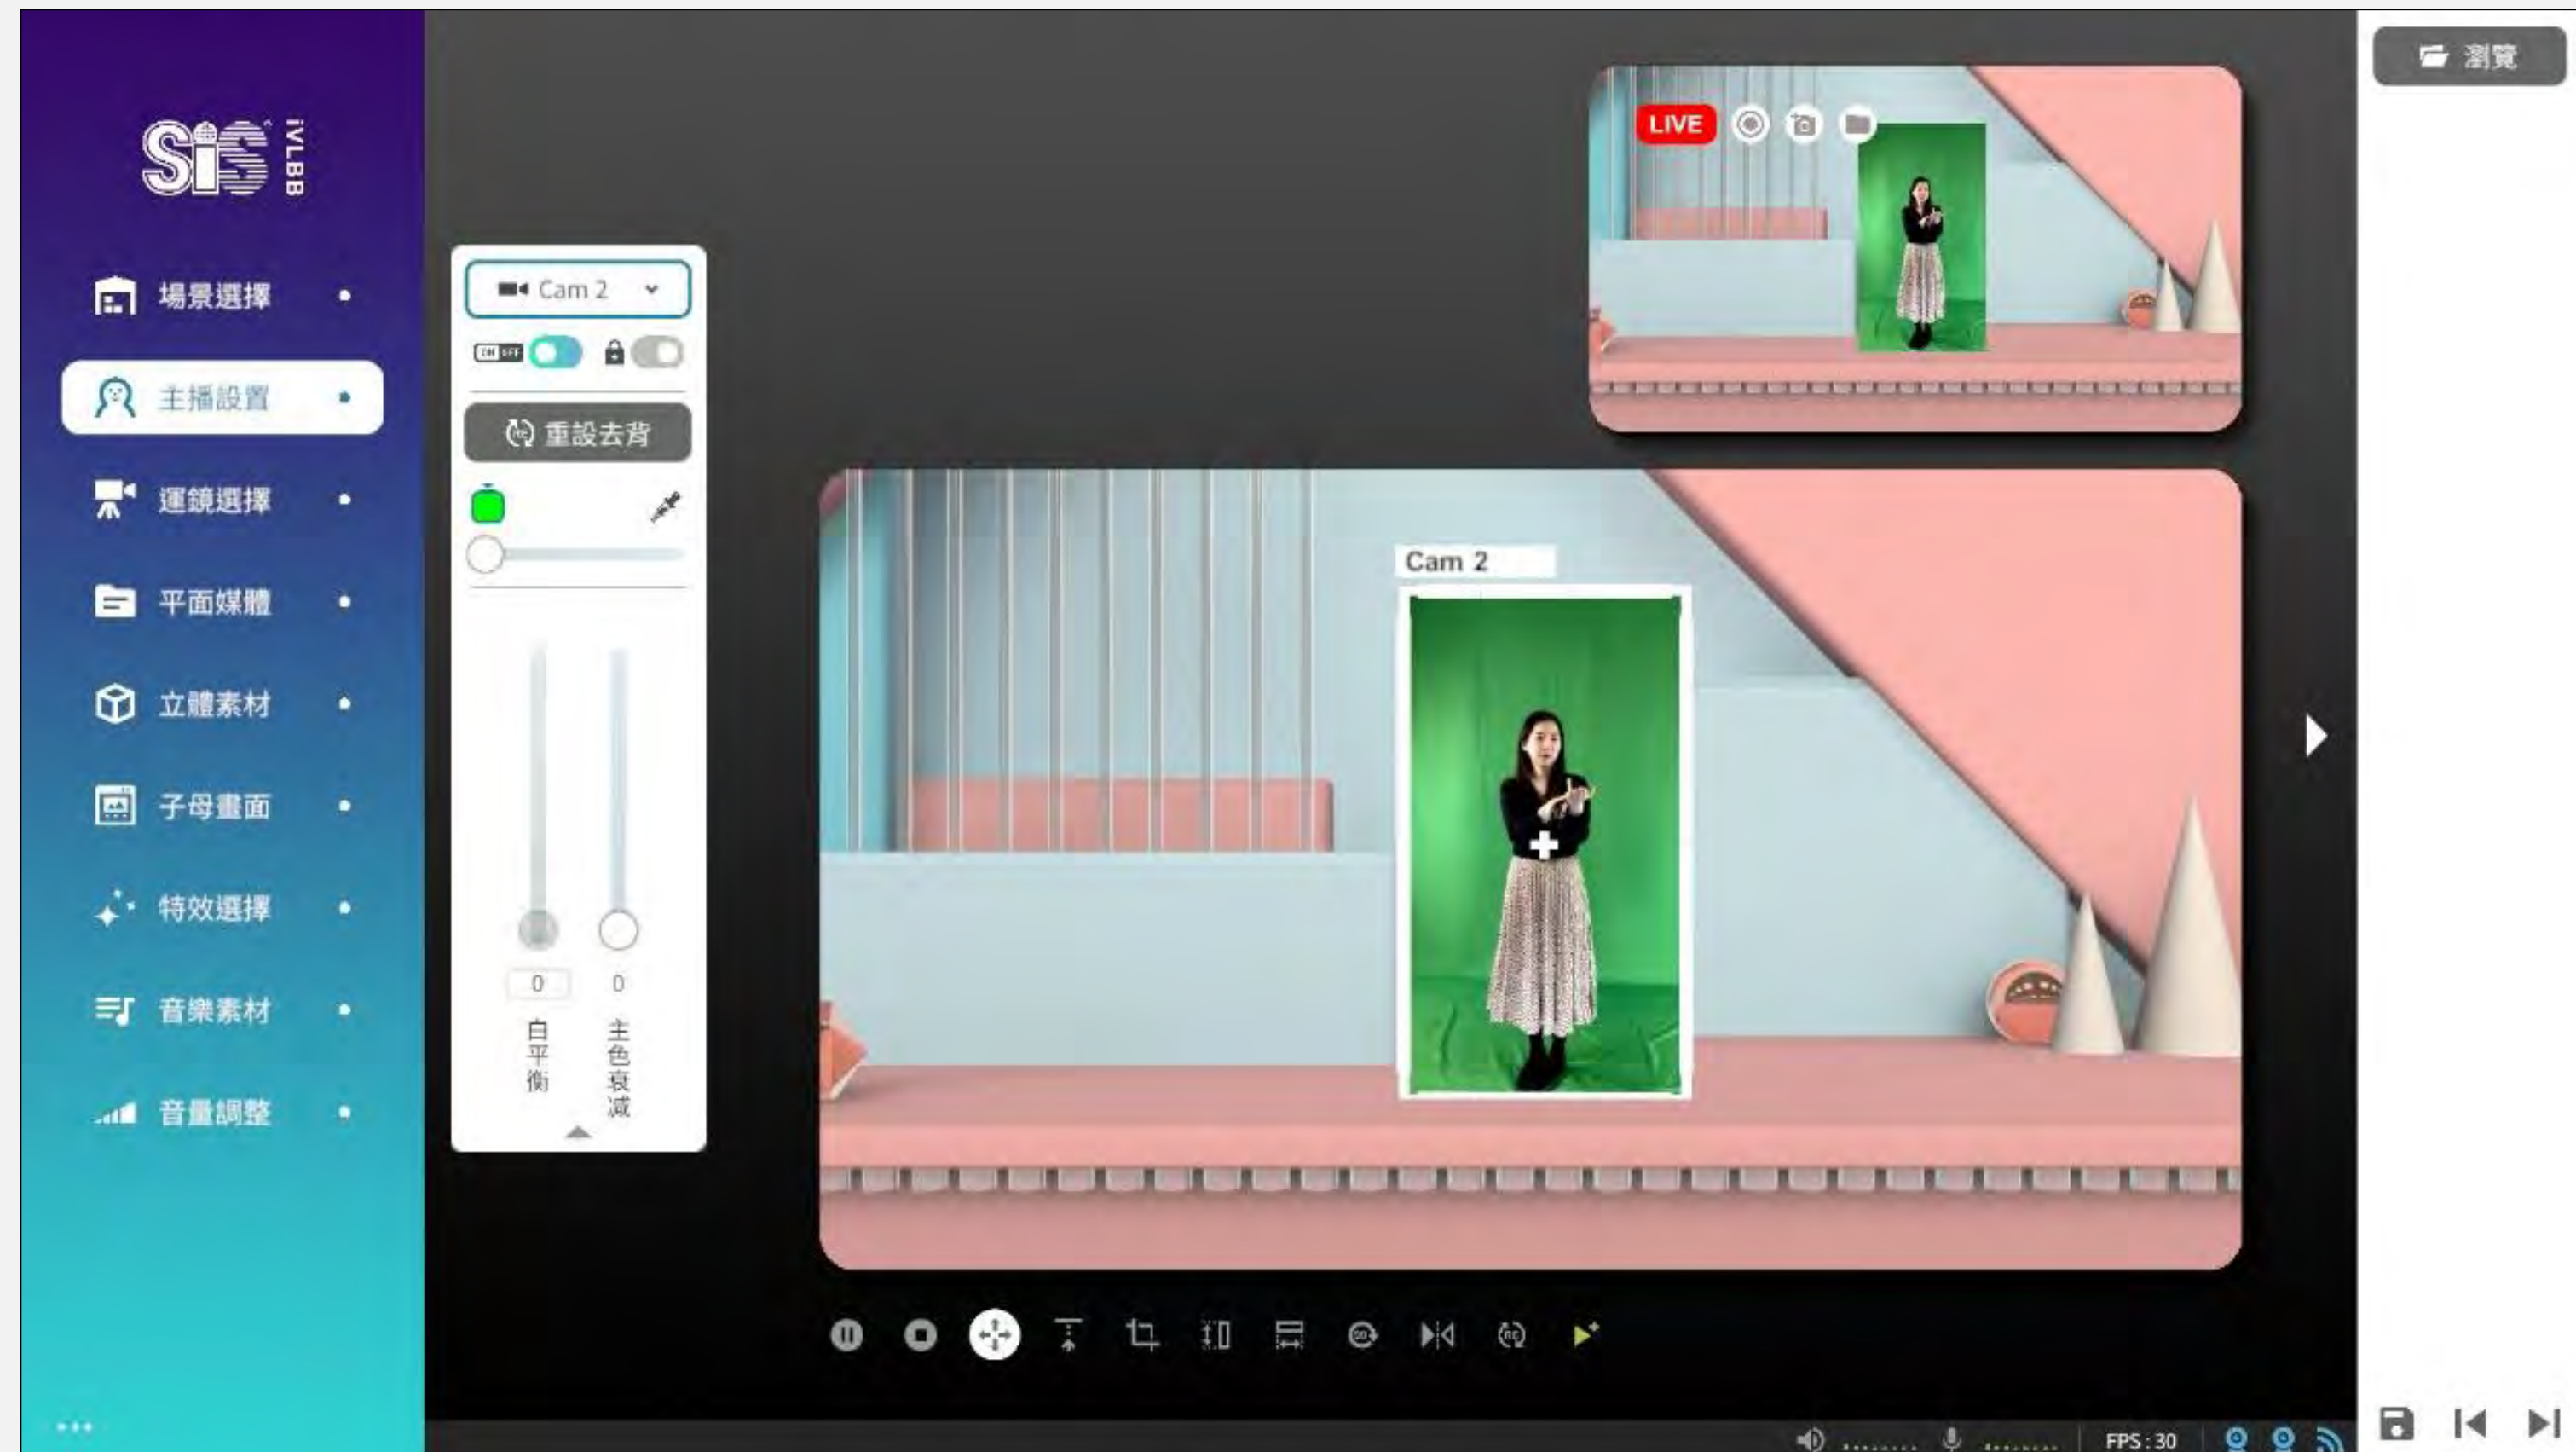 SiS iVLBB
場景選擇
主播設置
運鏡選擇
平面媒體
立體素材
子母畫面
特效選擇
音樂素材
音量調整
Cam 2
ON OFF
重設去背
0
0
白平衡
主色衰減
LIVE
Cam 2
瀏覽
FPS : 30